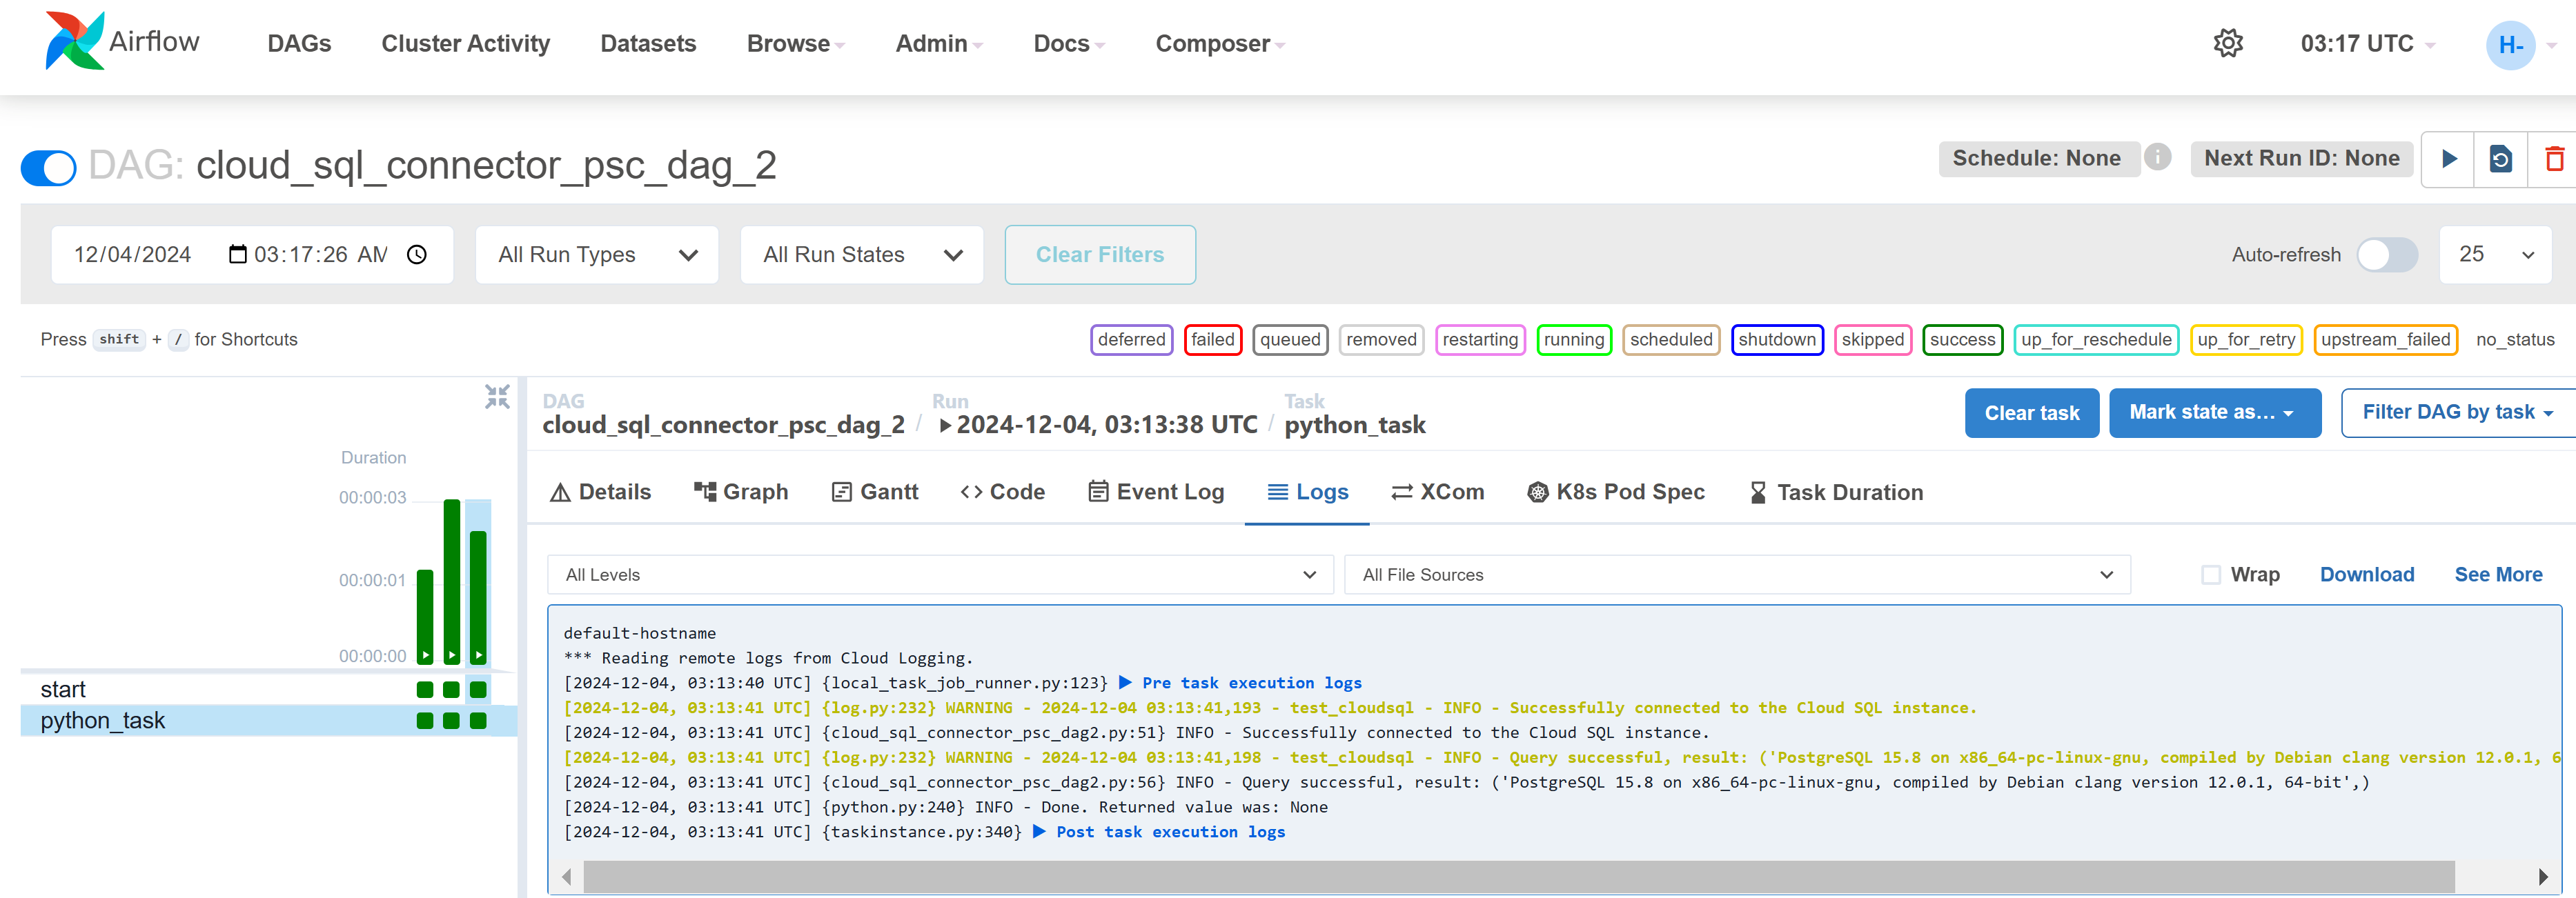 Airflow DAGs Cluster Activity Datasets Browse Admin Docs Composer 03:17 UTC H-
DAG: cloud_sql_connector_psc_dag_2 Schedule: None i Next Run ID: None
12/04/2024 03:17:26 AM All Run Types All Run States Clear Filters Auto-refresh 25
Press shift + / for Shortcuts deferred failed queued removed restarting running scheduled shutdown skipped success up_for_reschedule up_for_retry upstream_failed no_status
DAG Run Task
cloud_sql_connector_psc_dag_2 / 2024-12-04, 03:13:38 UTC / python_task Clear task Mark state as... Filter DAG by task
Details Graph Gantt Code Event Log Logs XCom K8s Pod Spec Task Duration
Duration
00:00:03
00:00:01
00:00:00
start
python_task
All Levels All File Sources Wrap Download See More
default-hostname
*** Reading remote logs from Cloud Logging.
[2024-12-04, 03:13:40 UTC] {local_task_job_runner.py:123} ▶ Pre task execution logs
[2024-12-04, 03:13:41 UTC] {log.py:232} WARNING - 2024-12-04 03:13:41,193 - test_cloudsql - INFO - Successfully connected to the Cloud SQL instance.
[2024-12-04, 03:13:41 UTC] {cloud_sql_connector_psc_dag2.py:51} INFO - Successfully connected to the Cloud SQL instance.
[2024-12-04, 03:13:41 UTC] {log.py:232} WARNING - 2024-12-04 03:13:41,198 - test_cloudsql - INFO - Query successful, result: ('PostgreSQL 15.8 on x86_64-pc-linux-gnu, compiled by Debian clang version 12.0.1, 6
[2024-12-04, 03:13:41 UTC] {cloud_sql_connector_psc_dag2.py:56} INFO - Query successful, result: ('PostgreSQL 15.8 on x86_64-pc-linux-gnu, compiled by Debian clang version 12.0.1, 64-bit',)
[2024-12-04, 03:13:41 UTC] {python.py:240} INFO - Done. Returned value was: None
[2024-12-04, 03:13:41 UTC] {taskinstance.py:340} ▶ Post task execution logs